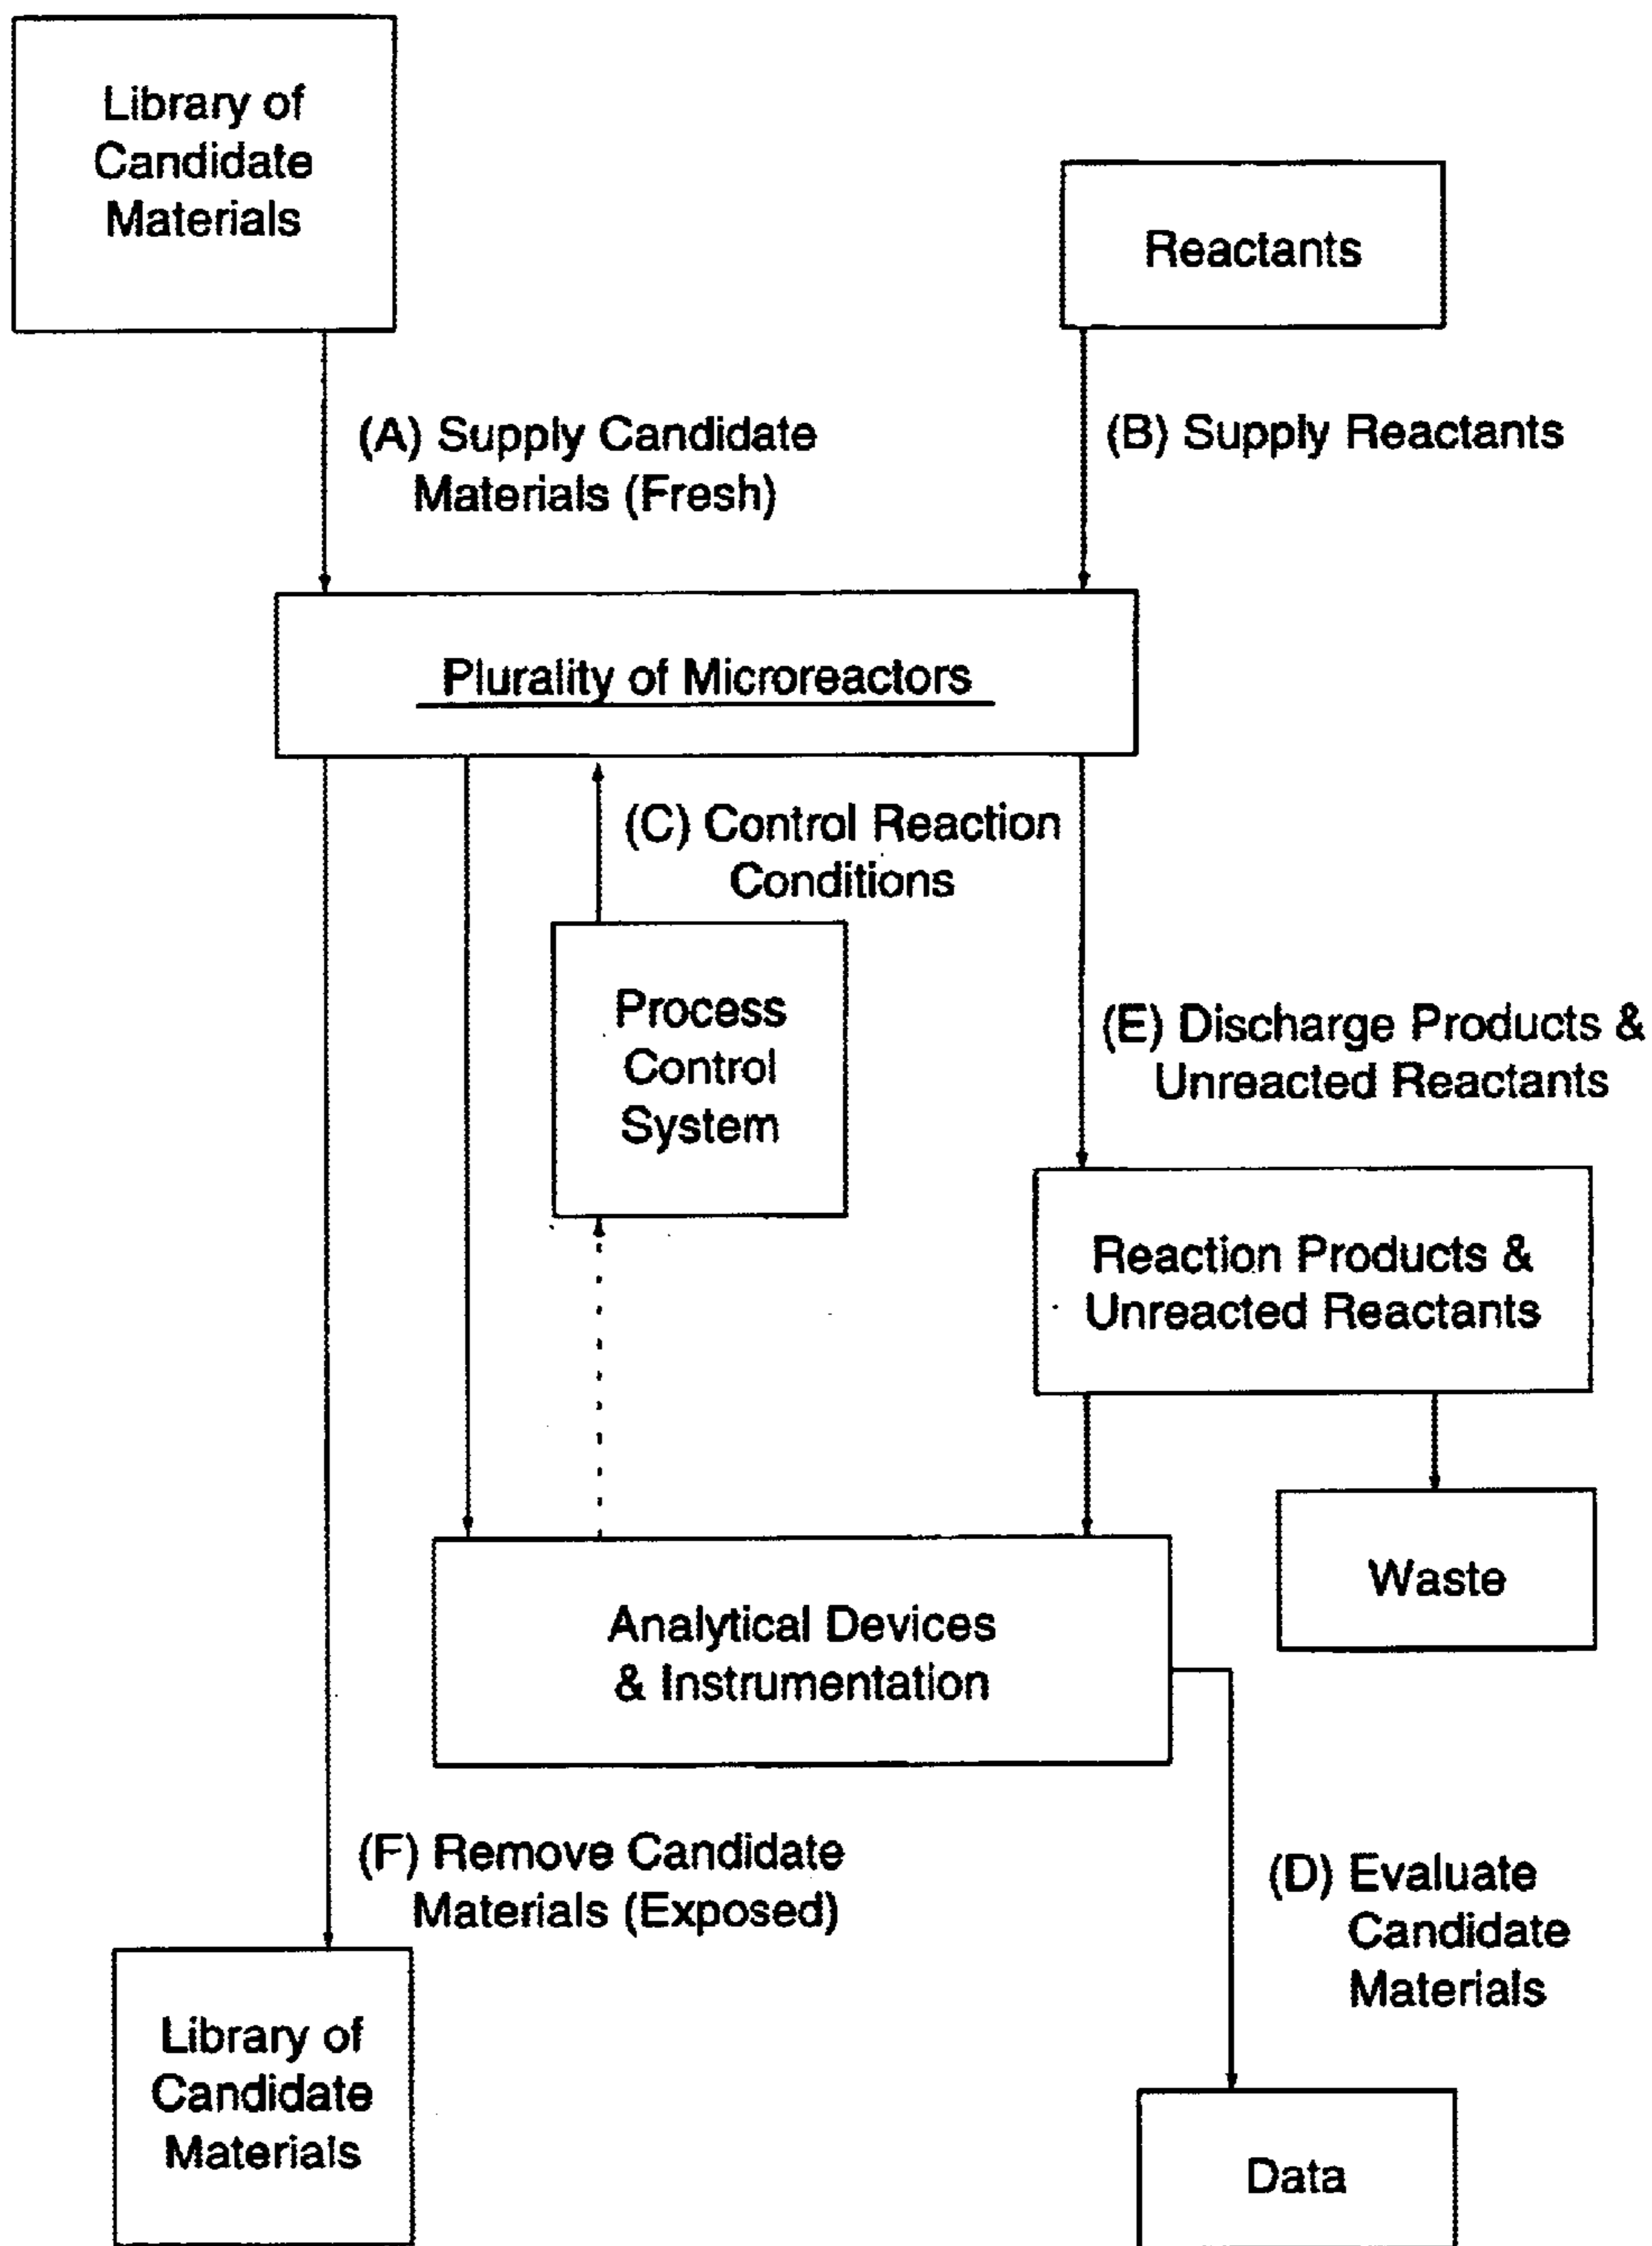 Library of
Candidate
Materials
Reactants
(A) Supply Candidate
Materials (Fresh)
(B) Supply Reactants
Plurality of Microreactors
(C) Control Reaction
Conditions
Process
Control
System
(E) Discharge Products &
Unreacted Reactants
Reaction Products &
Unreacted Reactants
Waste
Analytical Devices
& Instrumentation
(F) Remove Candidate
Materials (Exposed)
(D) Evaluate
Candidate
Materials
Library of
Candidate
Materials
Data